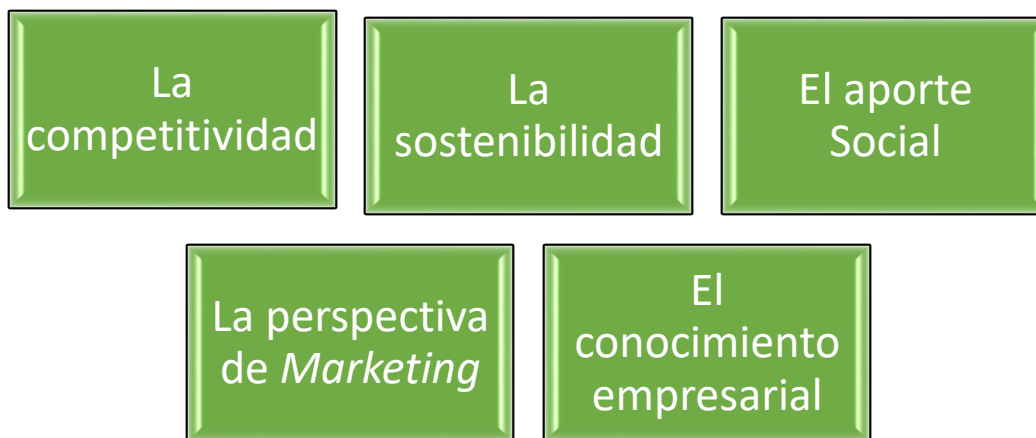 La
competitividad
La
sostenibilidad
El aporte
Social
La perspectiva
de Marketing
El
conocimiento
empresarial